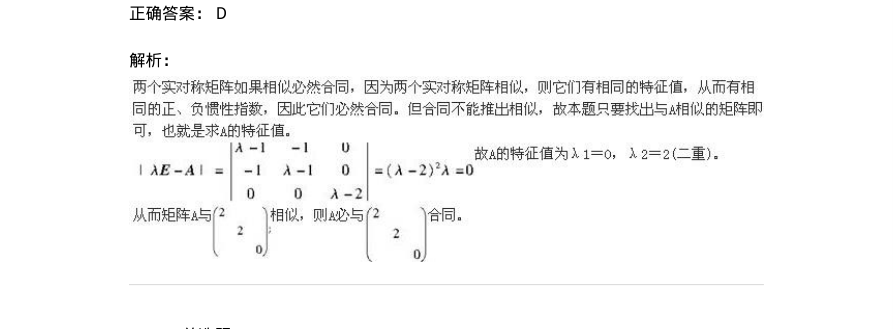 正确答案： D
解析：
两个实对称矩阵如果相似必然合同，因为两个实对称矩阵相似，则它们有相同的特征值，从而有相
同的正、负惯性指数，因此它们必然合同。但合同不能推出相似，故本题只要找出与A相似的矩阵即
可，也就是求A的特征值。
| λE－A | = | λ－1 －1 0 | = (λ－2)²λ =0 故A的特征值为λ1＝0， λ2＝2(二重)。
－1 λ－1 0
0 0 λ－2
从而矩阵A与(2 )相似，则A必与(2 )合同。
2 2
0 0